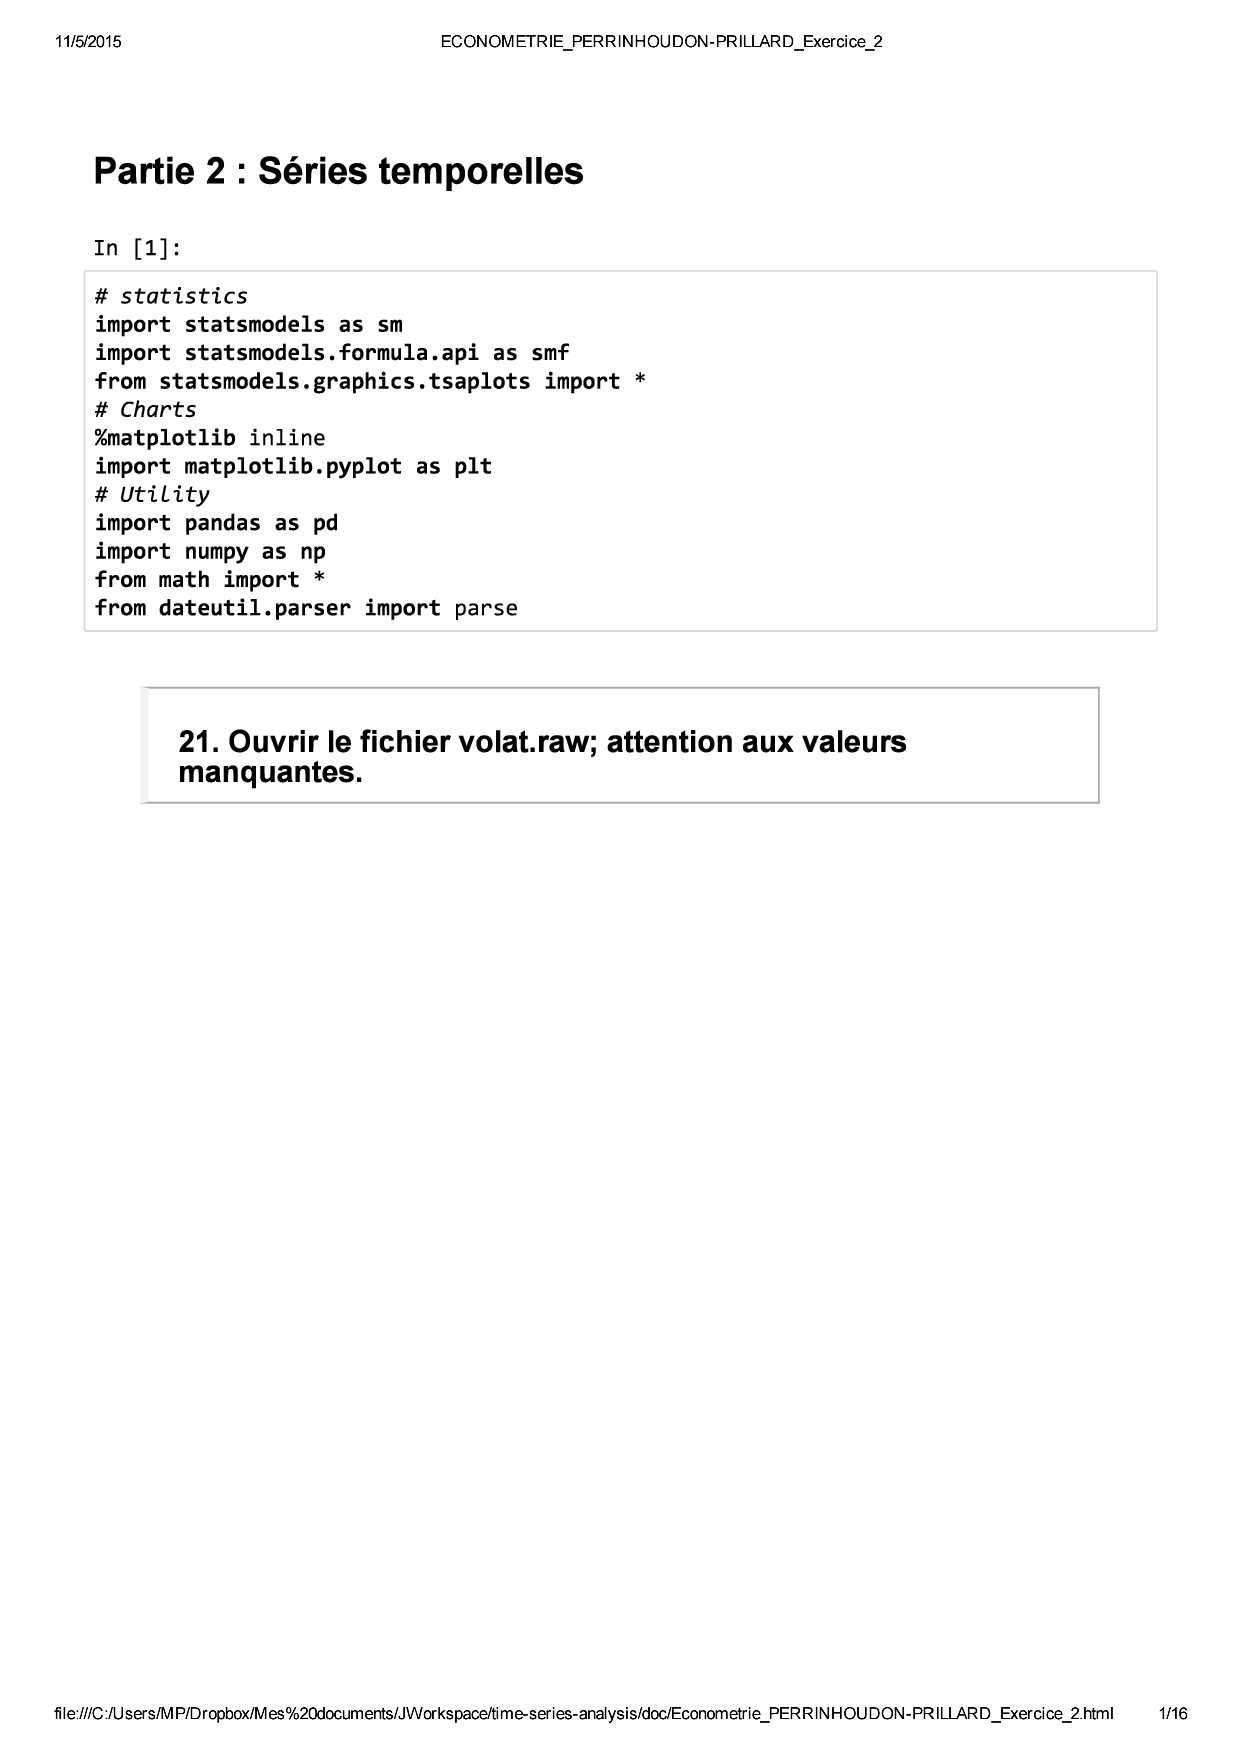 11/5/2015 ECONOMETRIE_PERRINHOUDON-PRILLARD_Exercice_2
Partie 2 : Séries temporelles
In [1]:
# statistics
import statsmodels as sm
import statsmodels.formula.api as smf
from statsmodels.graphics.tsaplots import *
# Charts
%matplotlib inline
import matplotlib.pyplot as plt
# Utility
import pandas as pd
import numpy as np
from math import *
from dateutil.parser import parse
21. Ouvrir le fichier volat.raw; attention aux valeurs
manquantes.
file:///C:/Users/MP/Dropbox/Mes%20documents/JWorkspace/time-series-analysis/doc/Econometrie_PERRINHOUDON-PRILLARD_Exercice_2.html 1/16